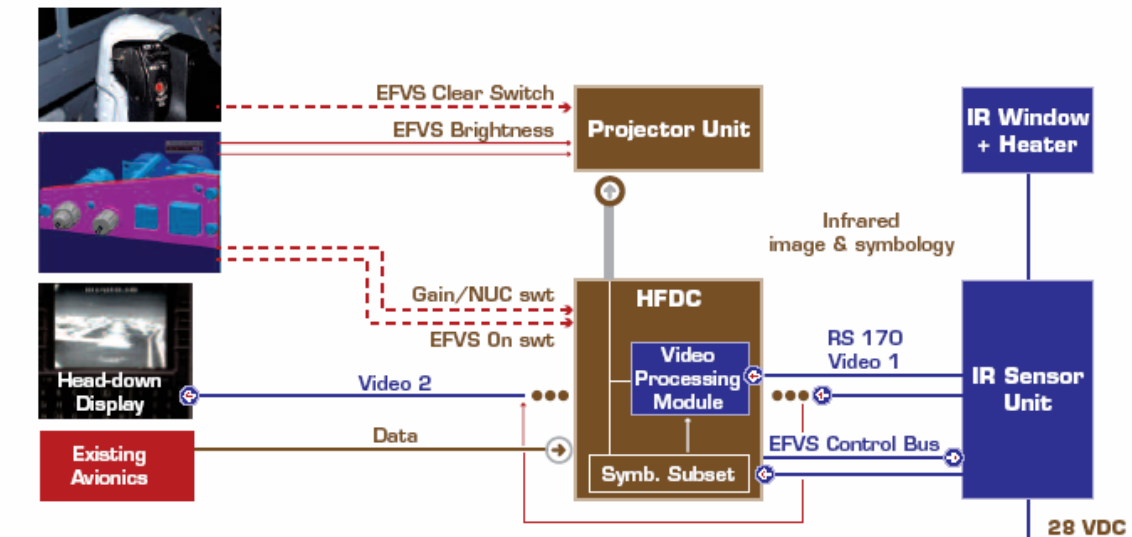 EFVS Clear Switch
EFVS Brightness
Projector Unit
IR Window
+ Heater
Infrared
image & symbology
Gain/NUC swt
EFVS On swt
HFDC
Video
Processing
Module
RS 170
Video 1
IR Sensor
Unit
Head-down
Display
Video 2
Existing
Avionics
Data
Symb. Subset
EFVS Control Bus
28 VDC